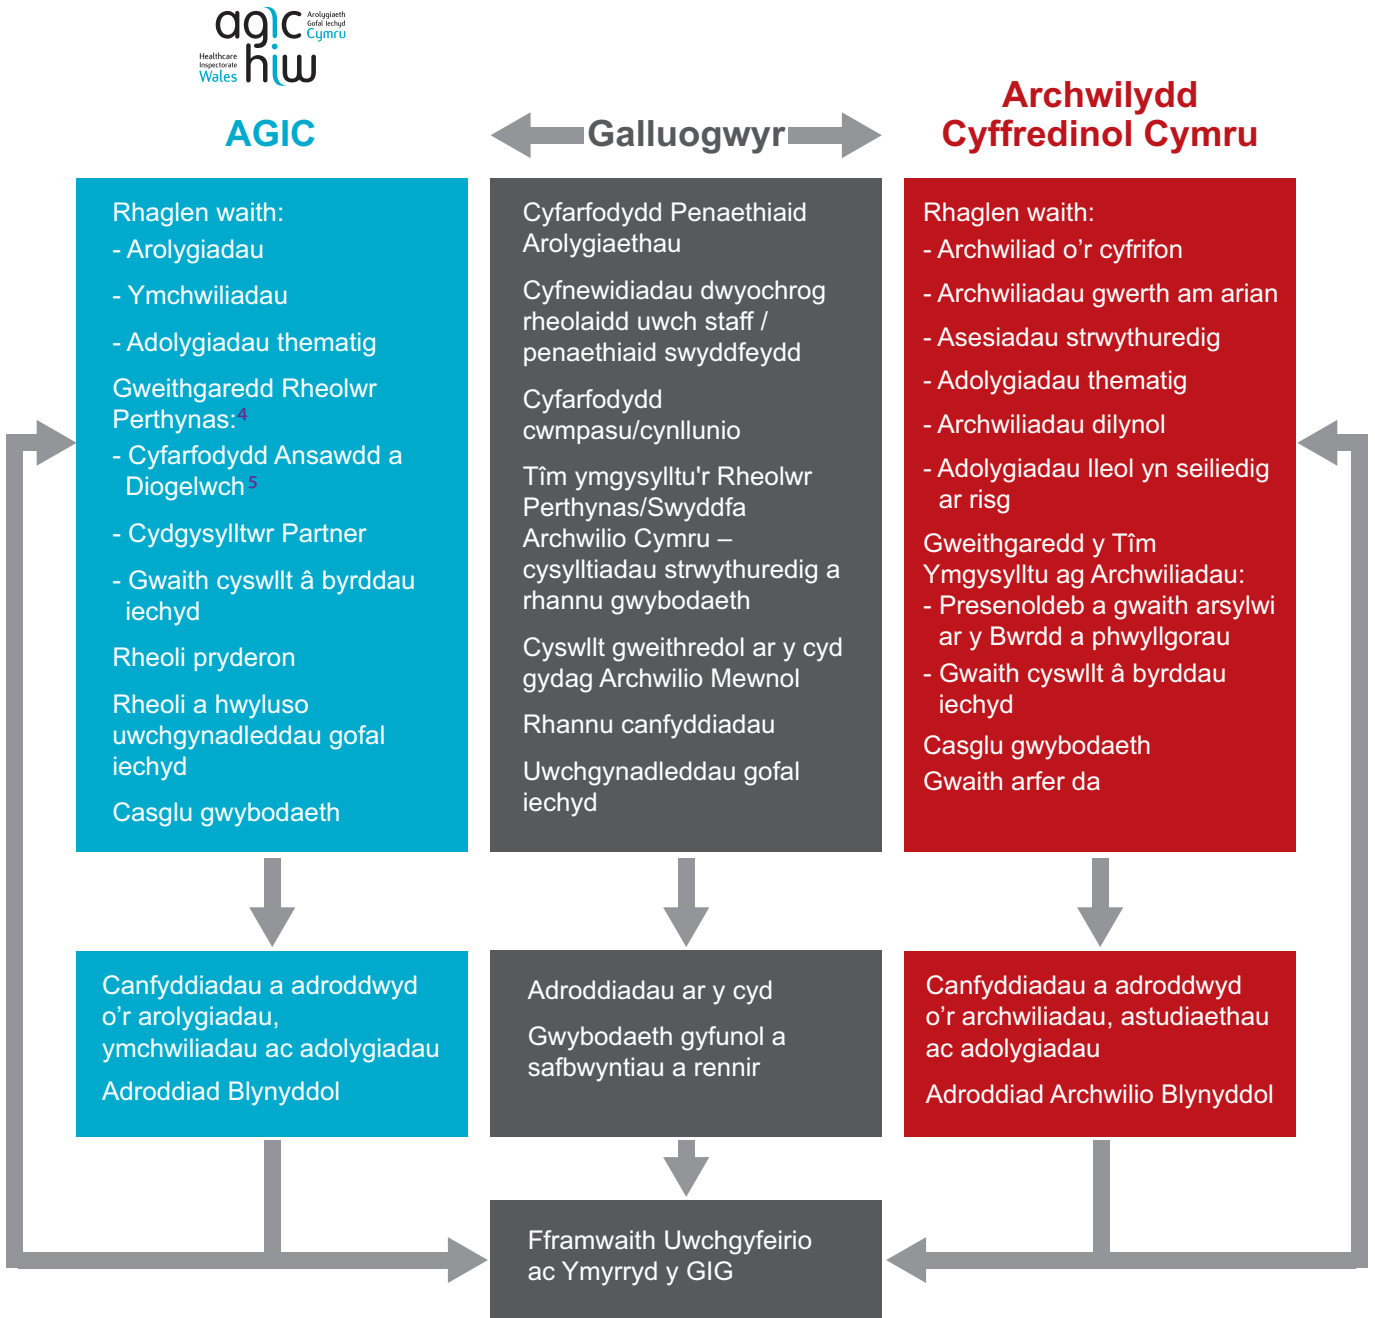 agic
Arolygiaeth
Gofal Iechyd
Cymru
Healthcare
Inspectorate
Wales
hiw
AGIC
Galluogwyr
Archwilydd
Cyffredinol Cymru
Rhaglen waith:
- Arolygiadau
- Ymchwiliadau
- Adolygiadau thematig
Gweithgaredd Rheolwr
Perthynas:4
- Cyfarfodydd Ansawdd a
Diogelwch5
- Cydgysylltwr Partner
- Gwaith cyswllt â byrddau
iechyd
Rheoli pryderon
Rheoli a hwyluso
uwchgynadleddau gofal
iechyd
Casglu gwybodaeth
Cyfarfodydd Penaethiaid
Arolygiaethau
Cyfnewidiadau dwyochrog
rheolaidd uwch staff /
penaethiaid swyddfeydd
Cyfarfodydd
cwmpasu/cynllunio
Tîm ymgysylltu'r Rheolwr
Perthynas/Swyddfa
Archwilio Cymru –
cysylltiadau strwythuredig a
rhannu gwybodaeth
Cyswllt gweithredol ar y cyd
gydag Archwilio Mewnol
Rhannu canfyddiadau
Uwchgynadleddau gofal
iechyd
Rhaglen waith:
- Archwiliad o’r cyfrifon
- Archwiliadau gwerth am arian
- Asesiadau strwythuredig
- Adolygiadau thematig
- Archwiliadau dilynol
- Adolygiadau lleol yn seiliedig
ar risg
Gweithgaredd y Tîm
Ymgysylltu ag Archwiliadau:
- Presenoldeb a gwaith arsylwi
ar y Bwrdd a phwyllgorau
- Gwaith cyswllt â byrddau
iechyd
Casglu gwybodaeth
Gwaith arfer da
Canfyddiadau a adroddwyd
o’r arolygiadau,
ymchwiliadau ac adolygiadau
Adroddiad Blynyddol
Adroddiadau ar y cyd
Gwybodaeth gyfunol a
safbwyntiau a rennir
Canfyddiadau a adroddwyd
o’r archwiliadau, astudiaethau
ac adolygiadau
Adroddiad Archwilio Blynyddol
Fframwaith Uwchgyfeirio
ac Ymyrryd y GIG